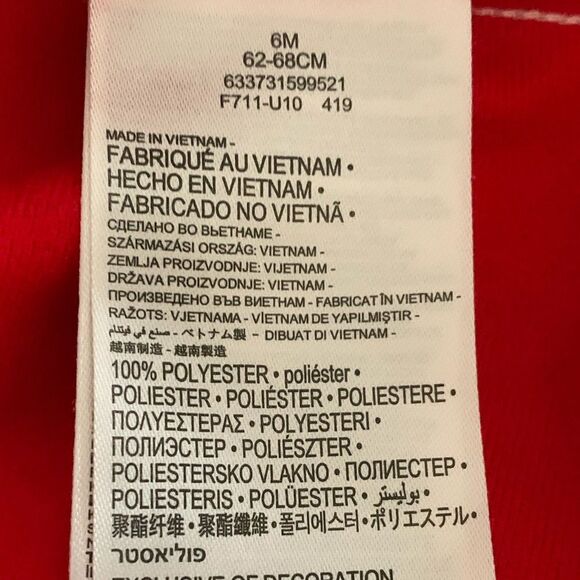 6M
62-68CM
633731599521
F711-U10 419
MADE IN VIETNAM -
FABRIQUÉ AU VIETNAM •
HECHO EN VIETNAM •
FABRICADO NO VIETNÃ •
СДЕЛАНО ВО ВЬЕТНАМЕ -
SZÁRMAZÁSI ORSZÁG: VIETNAM -
ZEMLJA PROIZVODNJE: VIJETNAM -
DRŽAVA PROIZVODNJE: VIETNAM -
ПРОИЗВЕДЕНО ВЪВ ВИЕТНАМ - FABRICAT ÎN VIETNAM -
RAŽOTS: VJETNAMA - VİETNAM DE YAPILMIŞTIR -
صنع في فيتنام - ベトナム製 - DIBUAT DI VIETNAM -
越南制造 - 越南製造
100% POLYESTER • poliéster •
POLIESTER • POLIÉSTER • POLIESTERE •
ΠΟΛΥΕΣΤΕΡΑΣ • POLYESTERI •
ПОЛИЭСТЕР • POLIÉSZTER •
POLIESTERSKO VLAKNO • ПОЛИЕСТЕР •
POLIESTERIS • POLÜESTER • بوليستر •
聚酯纤维 • 聚酯纖維 • 폴리에스터 • ポリエステル •
פוליאסטר
EXCLUSIVE OF DECORATION